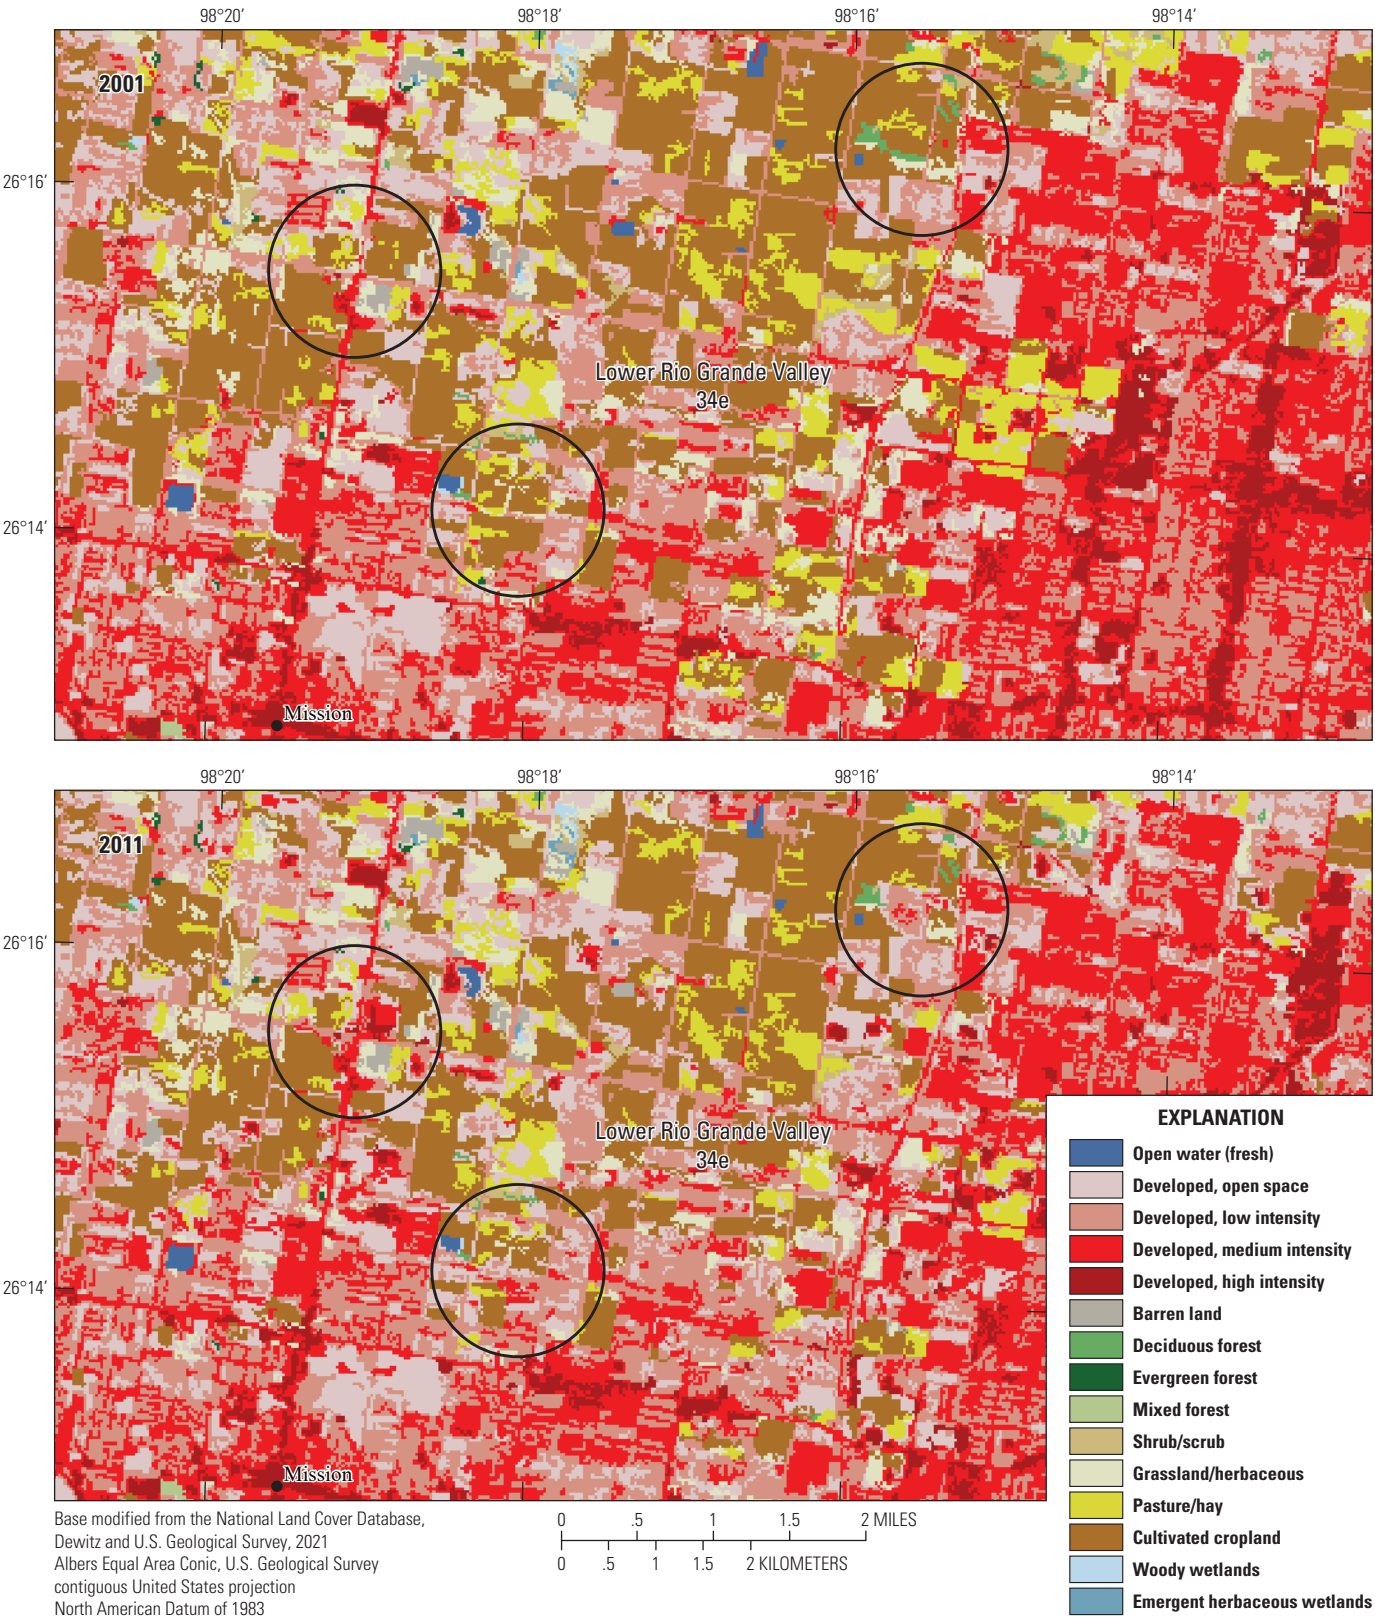 98°20′ 98°18′ 98°16′ 98°14′
2001
26°16′
Lower Rio Grande Valley
34e
26°14′
Mission
98°20′ 98°18′ 98°16′ 98°14′
2011
26°16′
Lower Rio Grande Valley
34e
26°14′
Mission
EXPLANATION
Open water (fresh)
Developed, open space
Developed, low intensity
Developed, medium intensity
Developed, high intensity
Barren land
Deciduous forest
Evergreen forest
Mixed forest
Shrub/scrub
Grassland/herbaceous
Pasture/hay
Cultivated cropland
Woody wetlands
Emergent herbaceous wetlands
Base modified from the National Land Cover Database,
Dewitz and U.S. Geological Survey, 2021
Albers Equal Area Conic, U.S. Geological Survey
contiguous United States projection
North American Datum of 1983
0 .5 1 1.5 2 MILES
0 .5 1 1.5 2 KILOMETERS